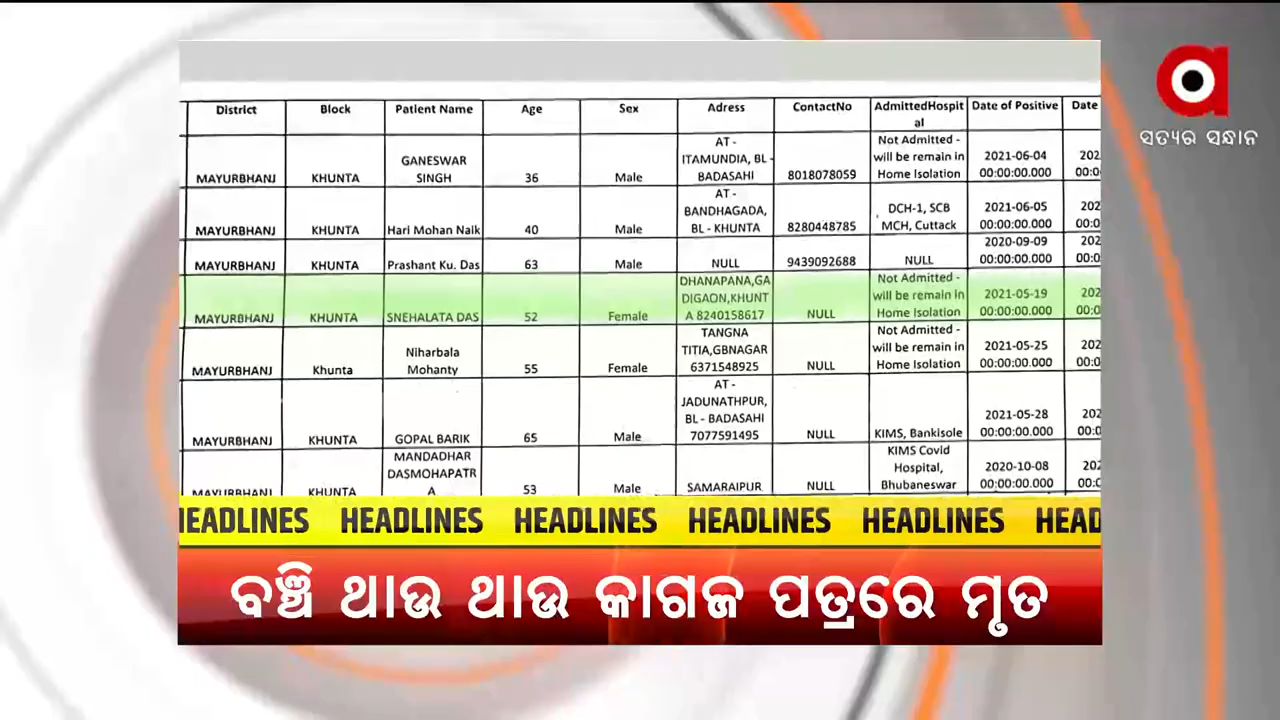 ସତ୍ୟର ସନ୍ଧାନ
District Block Patient Name Age Sex Adress ContactNo AdmittedHospital Date of Positive Date
MAYURBHANJ KHUNTA GANESWAR SINGH 36 Male AT - ITAMUNDIA, BL - BADASAHI 8018078059 Not Admitted - will be remain in Home Isolation 2021-06-04 00:00:00.000
MAYURBHANJ KHUNTA Hari Mohan Naik 40 Male AT - BANDHAGADA, BL - KHUNTA 8280448785 DCH-1, SCB MCH, Cuttack 2021-06-05 00:00:00.000
MAYURBHANJ KHUNTA Prashant Ku. Das 63 Male NULL 9439092688 NULL 2020-09-09 00:00:00.000
MAYURBHANJ KHUNTA SNEHALATA DAS 52 Female DHANAPANA,GADIGAON,KHUNTA 8240158617 NULL Not Admitted - will be remain in Home Isolation 2021-05-19 00:00:00.000
MAYURBHANJ Khunta Niharbala Mohanty 55 Female TANGNA TITIA,GBNAGAR 6371548925 NULL Not Admitted - will be remain in Home Isolation 2021-05-25 00:00:00.000
MAYURBHANJ KHUNTA GOPAL BARIK 65 Male AT - JADUNATHPUR, BL - BADASAHI 7077591495 NULL KIMS, Bankisole 2021-05-28 00:00:00.000
MAYURBHANJ KHUNTA MANDADHAR DASMOHAPATRA 53 Male SAMARAIPUR NULL KIMS Covid Hospital, Bhubaneswar 2020-10-08 00:00:00.000
HEADLINES HEADLINES HEADLINES HEADLINES HEADLINES HEAD
ବଞ୍ଚି ଥାଉ ଥାଉ କାଗଜ ପତ୍ରରେ ମୃତ